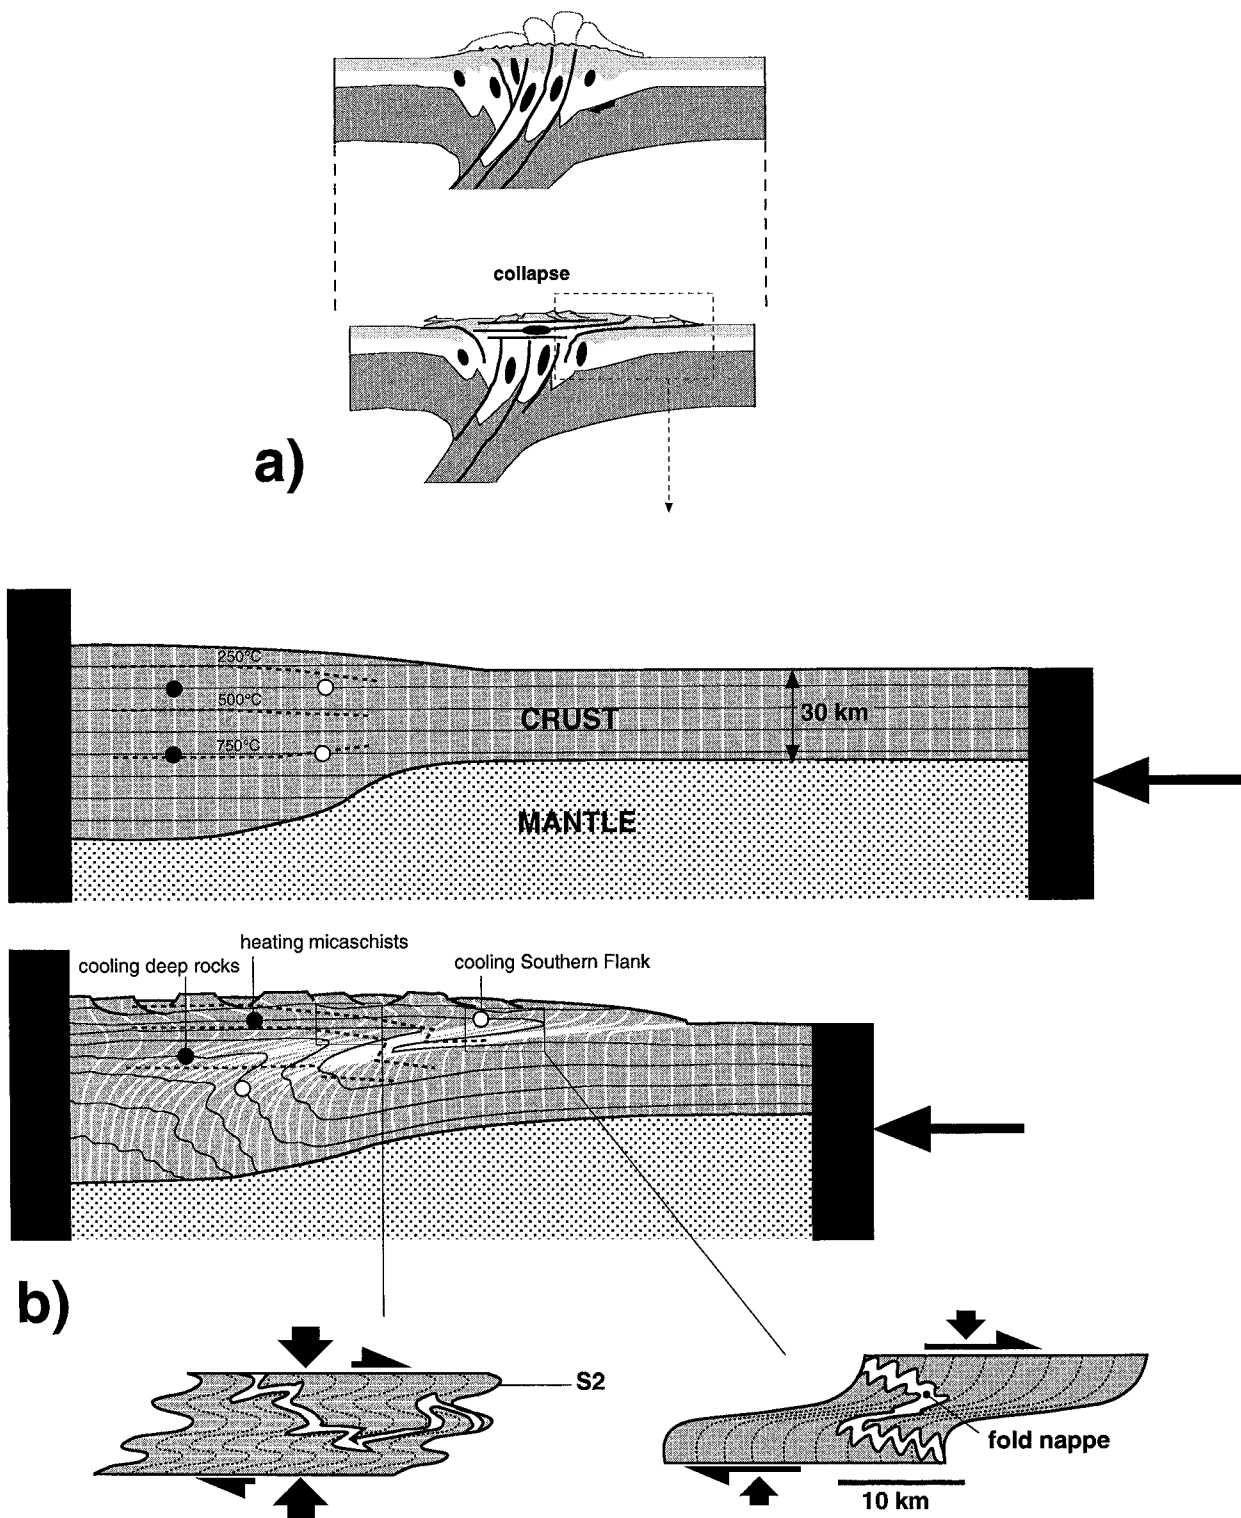 collapse
a)
250°C
500°C
750°C
CRUST
30 km
MANTLE
heating micaschists
cooling deep rocks
cooling Southern Flank
b)
S2
fold nappe
10 km